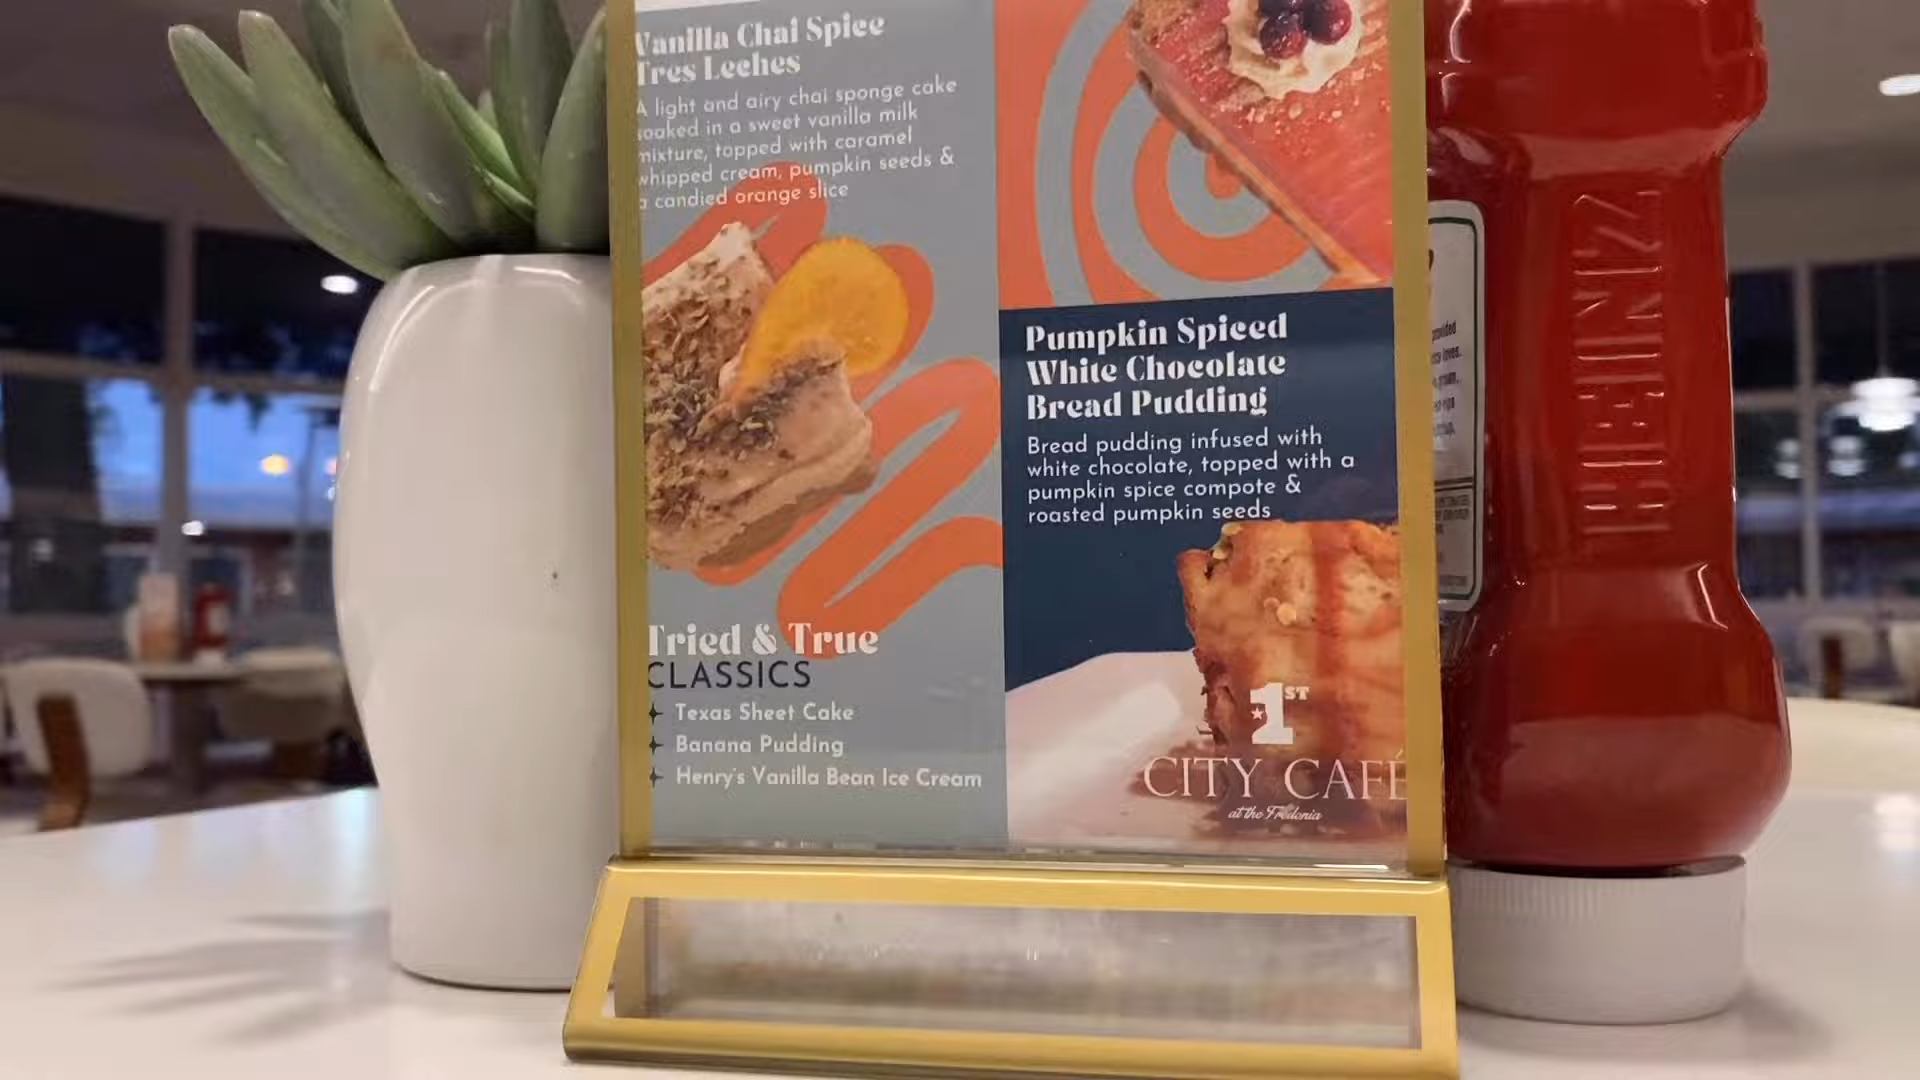 Vanilla Chai Spice
Tres Leches
A light and airy chai sponge cake
soaked in a sweet vanilla milk
mixture, topped with caramel
whipped cream, pumpkin seeds &
a candied orange slice
Tried & True
CLASSICS
Texas Sheet Cake
Banana Pudding
Henry's Vanilla Bean Ice Cream
Pumpkin Spiced
White Chocolate
Bread Pudding
Bread pudding infused with
white chocolate, topped with a
pumpkin spice compote &
roasted pumpkin seeds
1ST
CITY CAFÉ
at the Fredonia
HEINZ